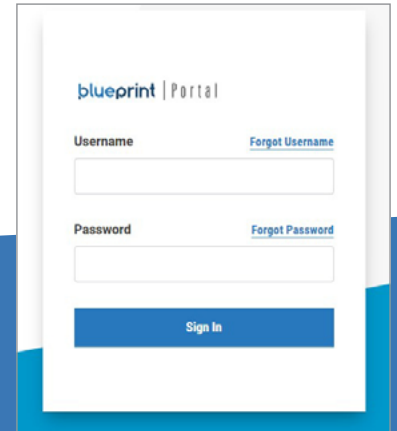 blueprint | Portal
Username Forgot Username
Password Forgot Password
Sign In